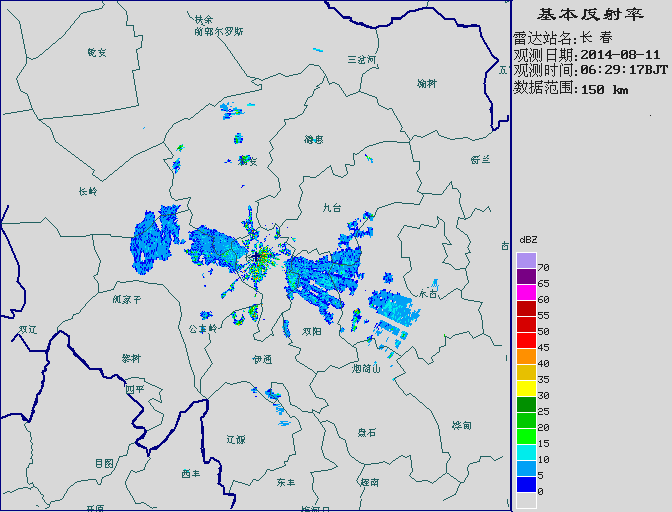 基本反射率
雷达站名: 长 春
观测日期: 2014-08-11
观测时间: 06:29:17BJT
数据范围: 150 km
dBZ
70
65
60
55
50
45
40
35
30
25
20
15
10
5
0
扶余
前郭尔罗斯
乾安
三岔河
榆树
五
德惠
农安
舒兰
长岭
九台
吉
永吉
双辽
公主岭
双阳
梨树
伊通
烟筒山
四平
辽源
盘石
桦甸
昌图
西丰
东丰
辉南
开原
梅河口